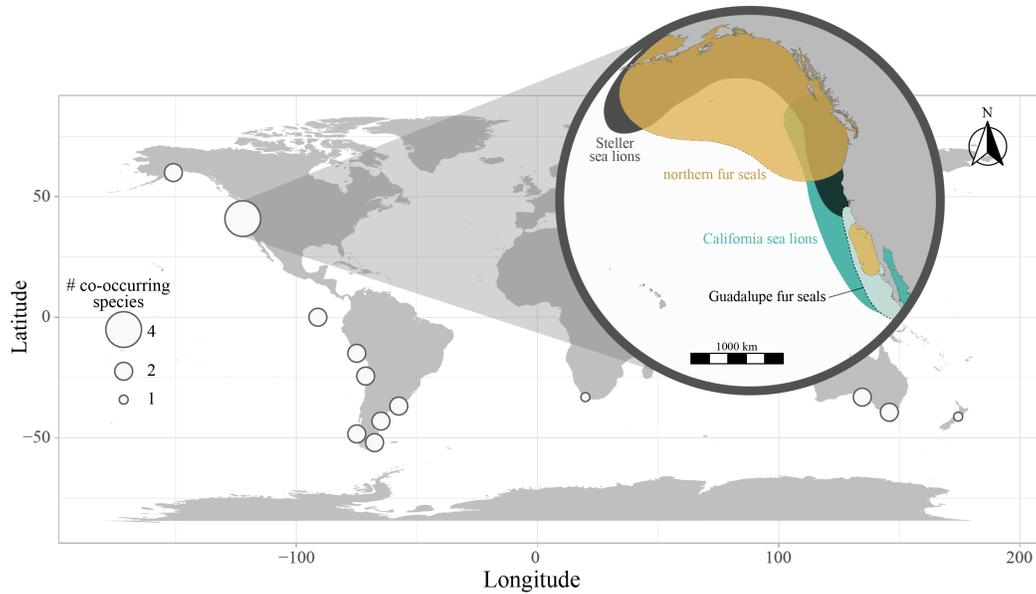 N
Steller
sea lions
northern fur seals
California sea lions
Guadalupe fur seals
1000 km
Latitude
50
0
−50
# co-occurring
species
4
2
1
−100
0
100
200
Longitude